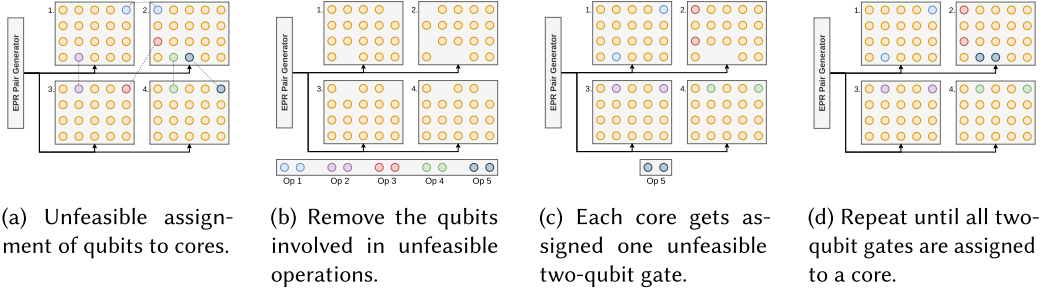 EPR Pair Generator
1.
2.
3.
4.
EPR Pair Generator
1.
2.
3.
4.
Op 1
Op 2
Op 3
Op 4
Op 5
EPR Pair Generator
1.
2.
3.
4.
Op 5
EPR Pair Generator
1.
2.
3.
4.
(a) Unfeasible assign-
ment of qubits to cores.
(b) Remove the qubits
involved in unfeasible
operations.
(c) Each core gets as-
signed one unfeasible
two-qubit gate.
(d) Repeat until all two-
qubit gates are assigned
to a core.